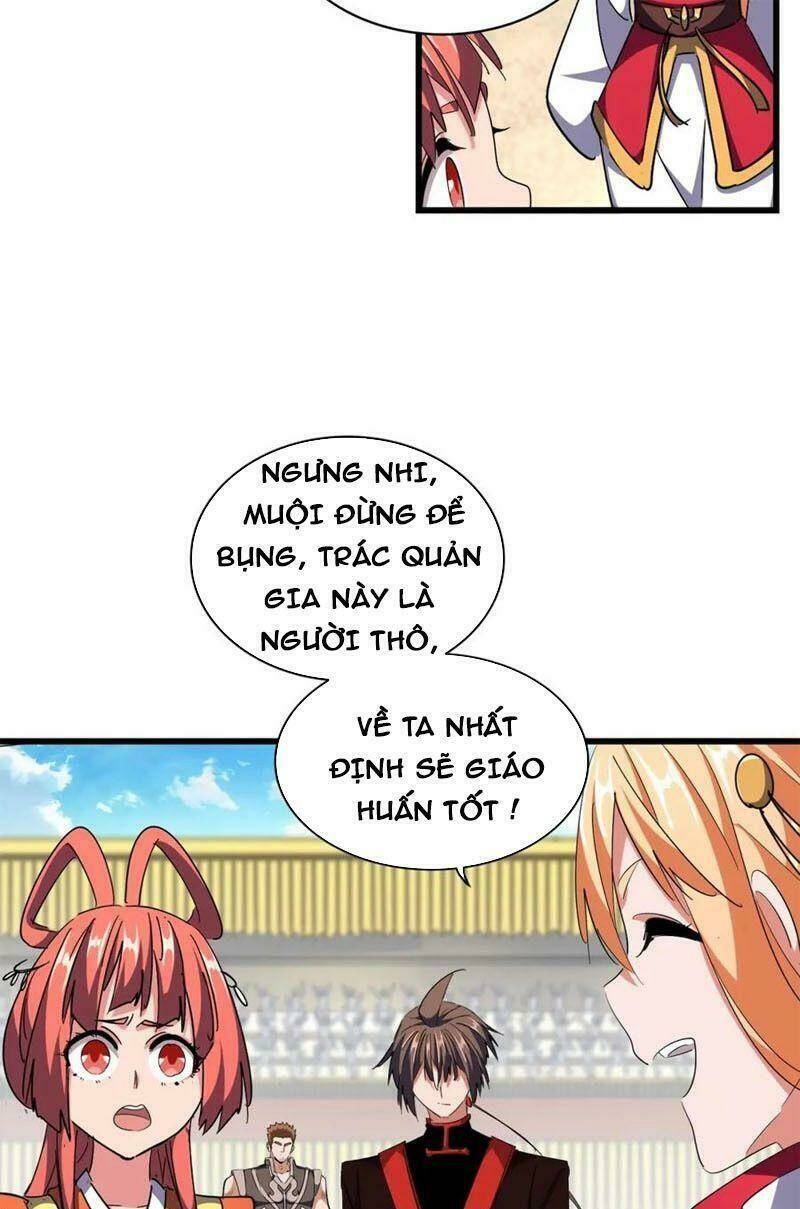 NGƯNG NHI,
MUỘI ĐỪNG ĐỂ
BỤNG, TRÁC QUẢN
GIA NÀY LÀ
NGƯỜI THÔ,
VỀ TA NHẤT
ĐỊNH SẼ GIÁO
HUẤN TỐT !